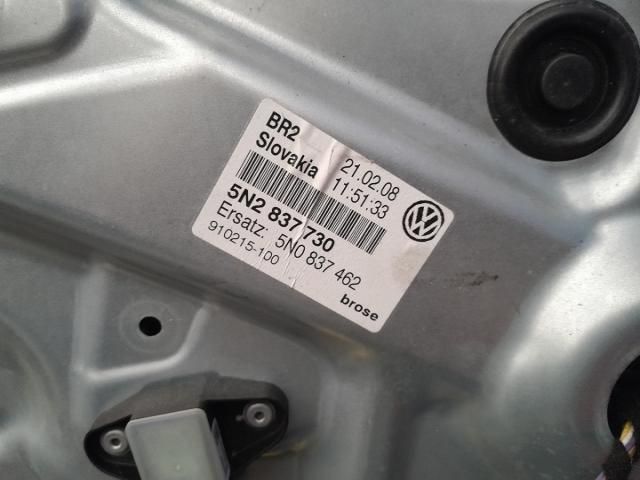 BR2
Slovakia
21.02.08
11:51:33
5N2 837 730
Ersatz: 5N0 837 462
910215-100
brose